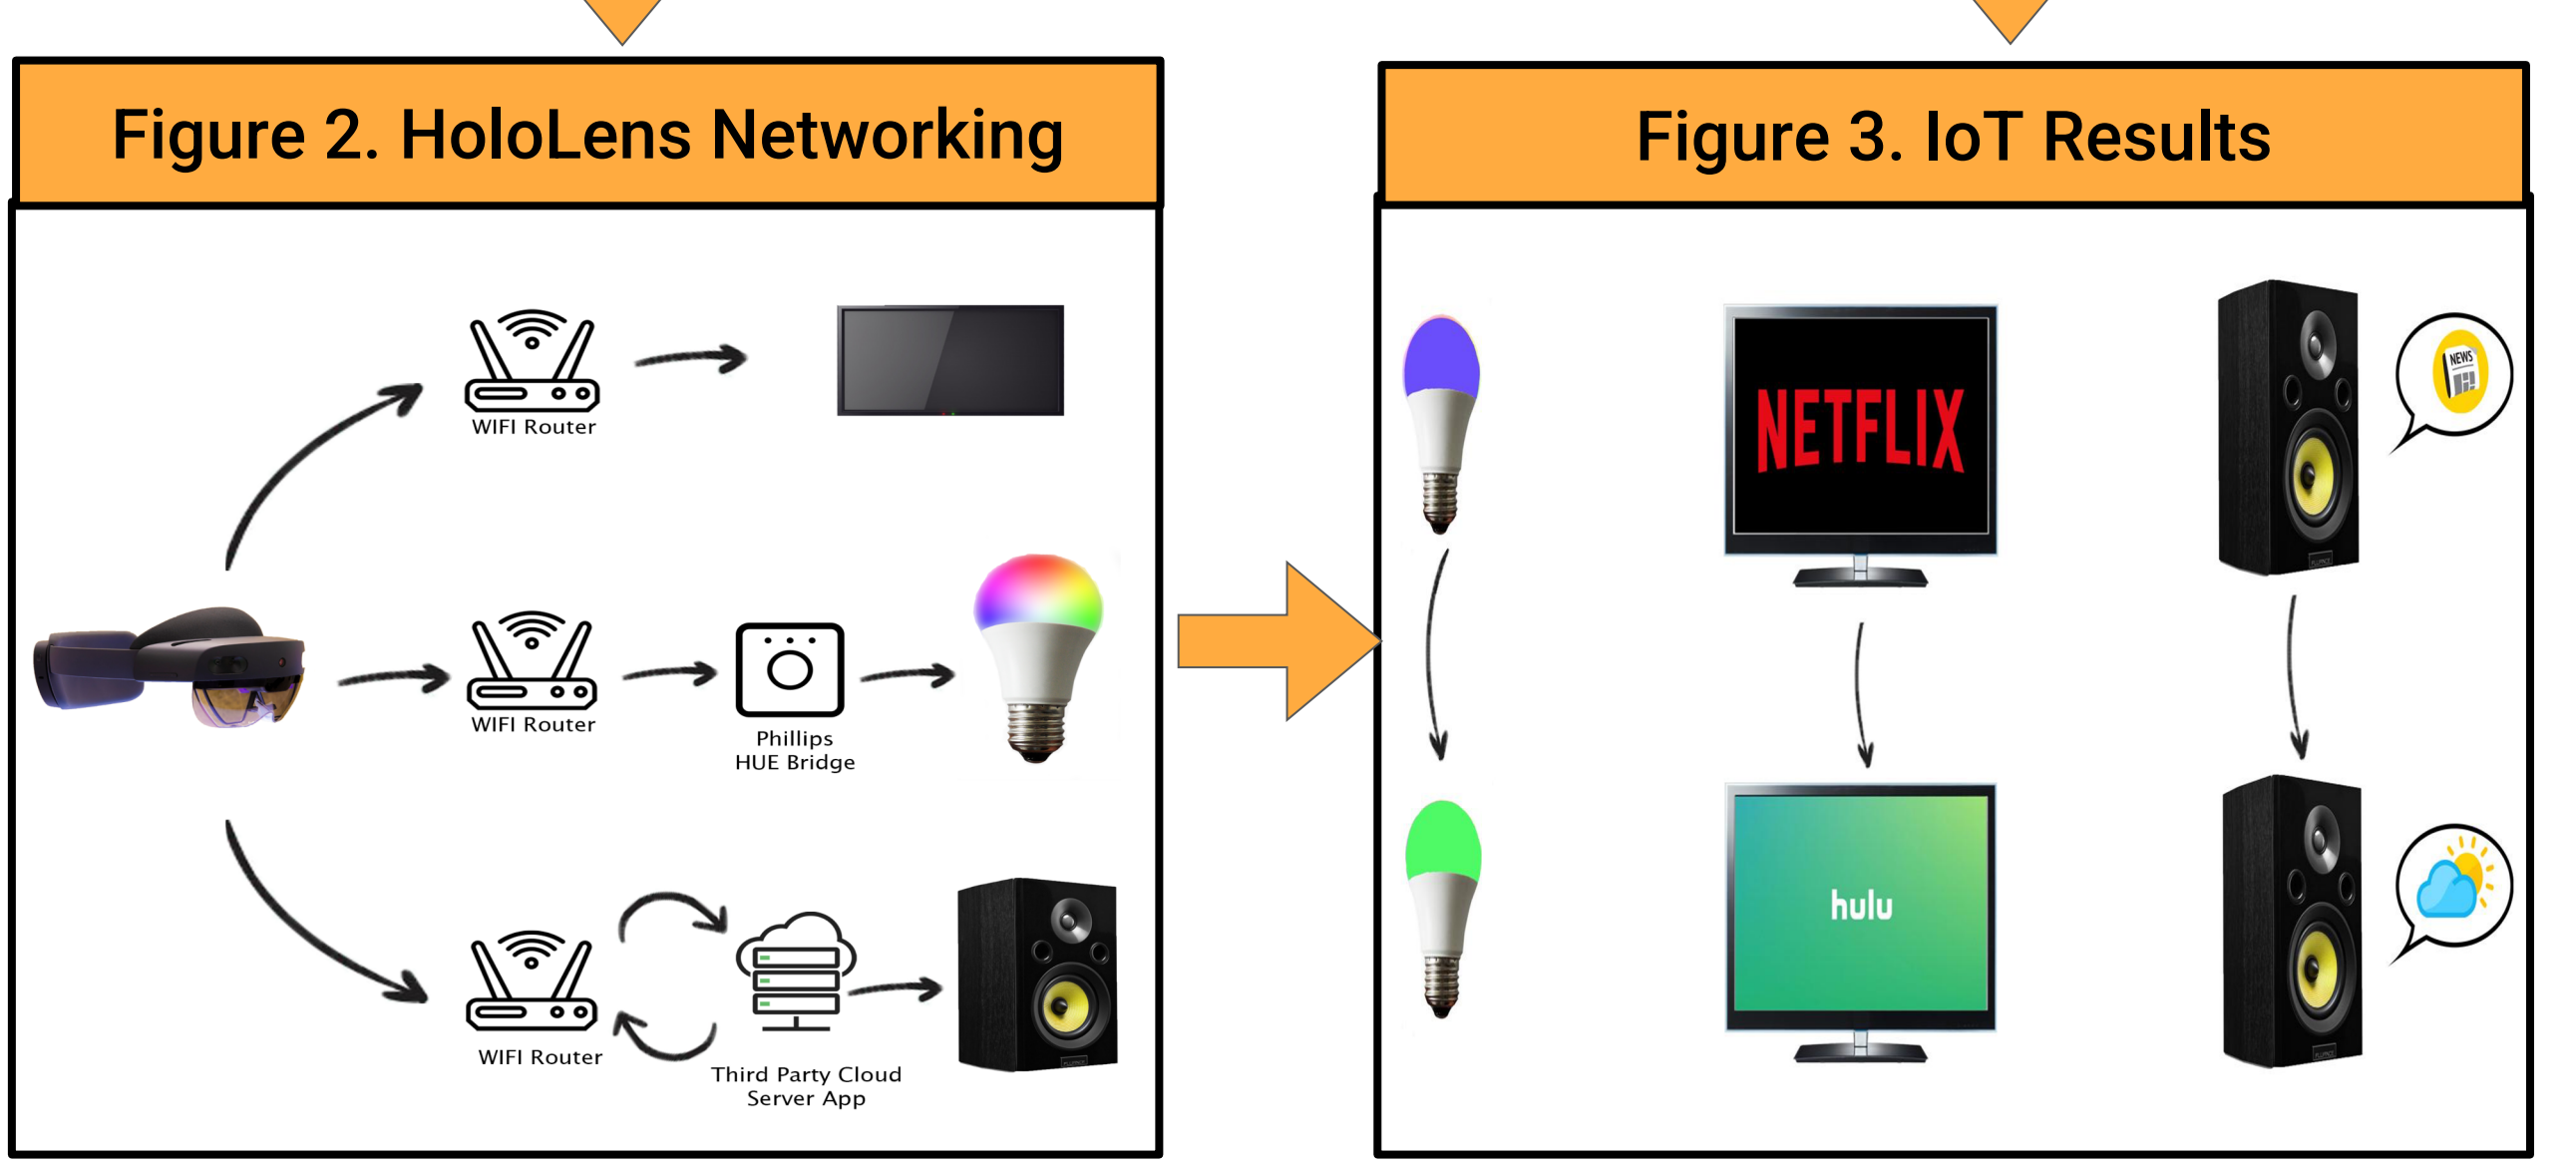 Figure 2. HoloLens Networking
WIFI Router
WIFI Router
Phillips
HUE Bridge
WIFI Router
Third Party Cloud
Server App
Figure 3. IoT Results
NETFLIX
NEWS
hulu